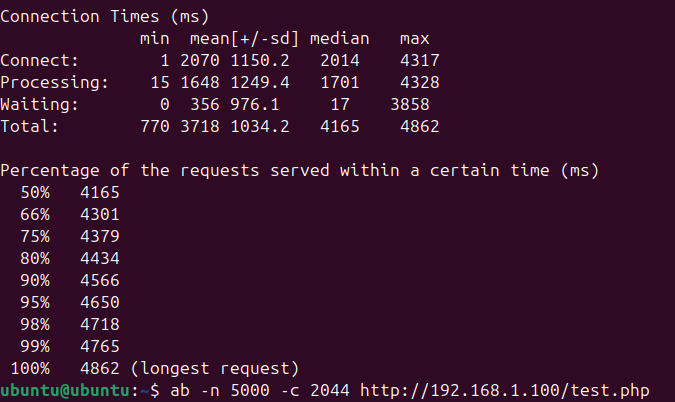 Connection Times (ms)
              min  mean[+/-sd] median   max
Connect:        1 2070 1150.2   2014    4317
Processing:    15 1648 1249.4   1701    4328
Waiting:        0  356 976.1     17    3858
Total:        770 3718 1034.2   4165    4862

Percentage of the requests served within a certain time (ms)
  50%   4165
  66%   4301
  75%   4379
  80%   4434
  90%   4566
  95%   4650
  98%   4718
  99%   4765
 100%   4862 (longest request)
ubuntu@ubuntu:~$ ab -n 5000 -c 2044 http://192.168.1.100/test.php